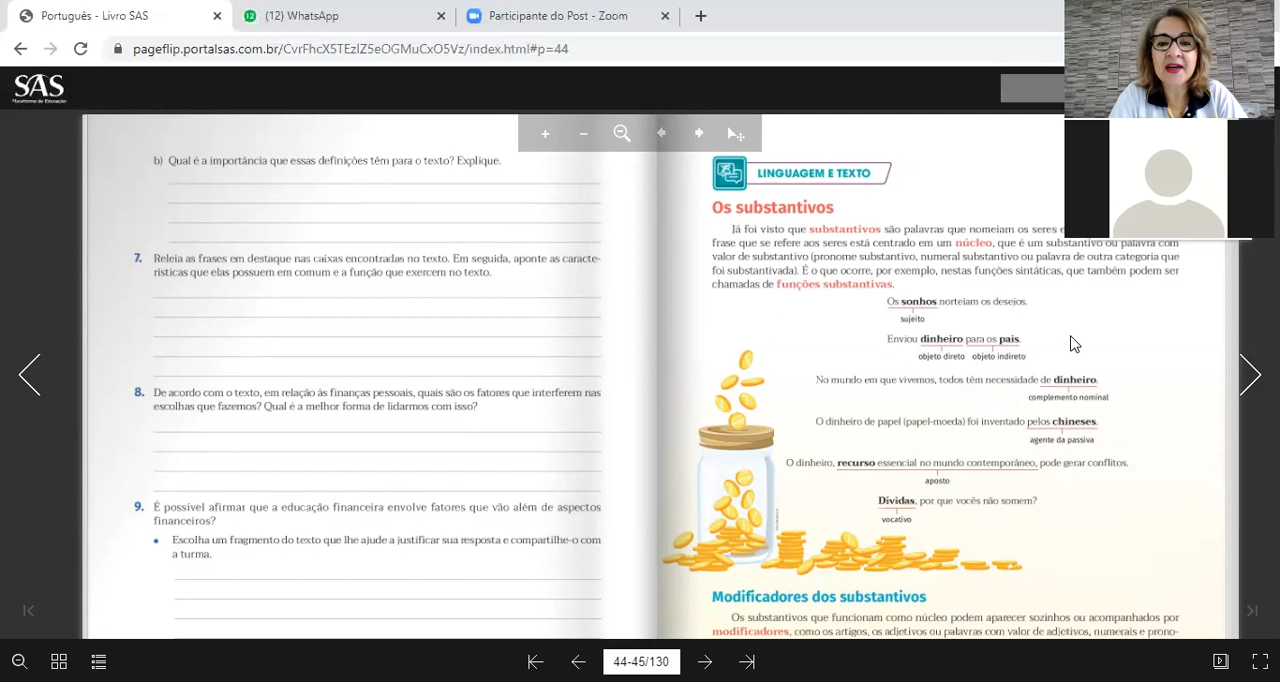 Português - Livro SAS
(12) WhatsApp
Participante do Post - Zoom
pageflip.portalsas.com.br/CvrFhcX5TEzIZ5eOGMuCxO5Vz/index.html#p=44
SAS
Plataforma de Educação
b) Qual é a importância que essas definições têm para o texto? Explique.
7. Releia as frases em destaque nas caixas encontradas no texto. Em seguida, aponte as caracte-
rísticas que elas possuem em comum e a função que exercem no texto.
8. De acordo com o texto, em relação às finanças pessoais, quais são os fatores que interferem nas
escolhas que fazemos? Qual é a melhor forma de lidarmos com isso?
9. É possível afirmar que a educação financeira envolve fatores que vão além de aspectos
financeiros?
• Escolha um fragmento do texto que lhe ajude a justificar sua resposta e compartilhe-o com
a turma.
LINGUAGEM E TEXTO
Os substantivos
Já foi visto que substantivos são palavras que nomeiam os seres
frase que se refere aos seres está centrado em um núcleo, que é um substantivo ou palavra com
valor de substantivo (pronome substantivo, numeral substantivo ou palavra de outra categoria que
foi substantivada). É o que ocorre, por exemplo, nestas funções sintáticas, que também podem ser
chamadas de funções substantivas.
Os sonhos norteiam os desejos.
sujeito
Enviou dinheiro para os pais.
objeto direto objeto indireto
No mundo em que vivemos, todos têm necessidade de dinheiro.
complemento nominal
O dinheiro de papel (papel-moeda) foi inventado pelos chineses.
agente da passiva
O dinheiro, recurso essencial no mundo contemporâneo, pode gerar conflitos.
aposto
Dívidas, por que vocês não somem?
vocativo
Modificadores dos substantivos
Os substantivos que funcionam como núcleo podem aparecer sozinhos ou acompanhados por
modificadores, como os artigos, os adjetivos ou palavras com valor de adjetivo, numerais e prono-
44-45/130